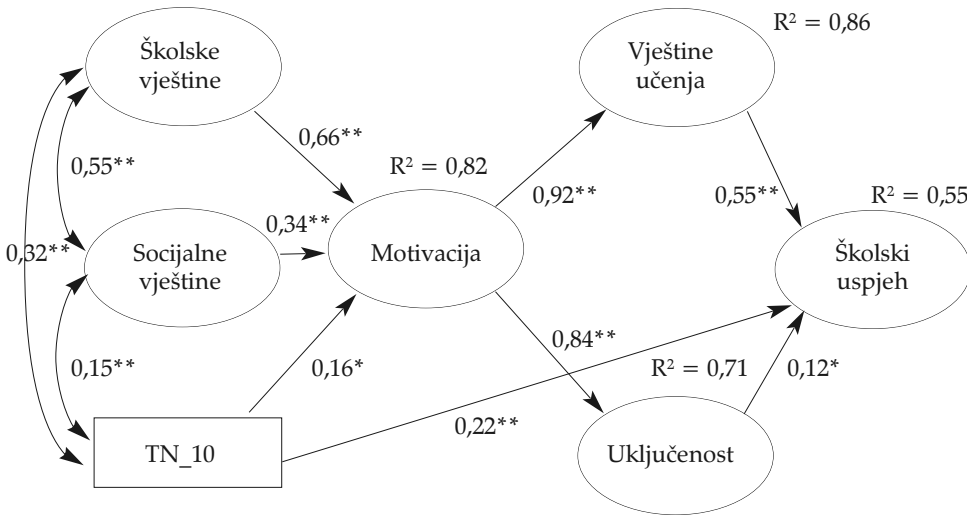 R² = 0,86
Školske
vještine
Vještine
učenja
0,66**
R² = 0,82
0,55**
0,92**
0,55**
R² = 0,55
0,34**
0,32**
Socijalne
vještine
Motivacija
Školski
uspjeh
0,15**
0,16*
0,84**
R² = 0,71
0,12*
0,22**
TN_10
Uključenost